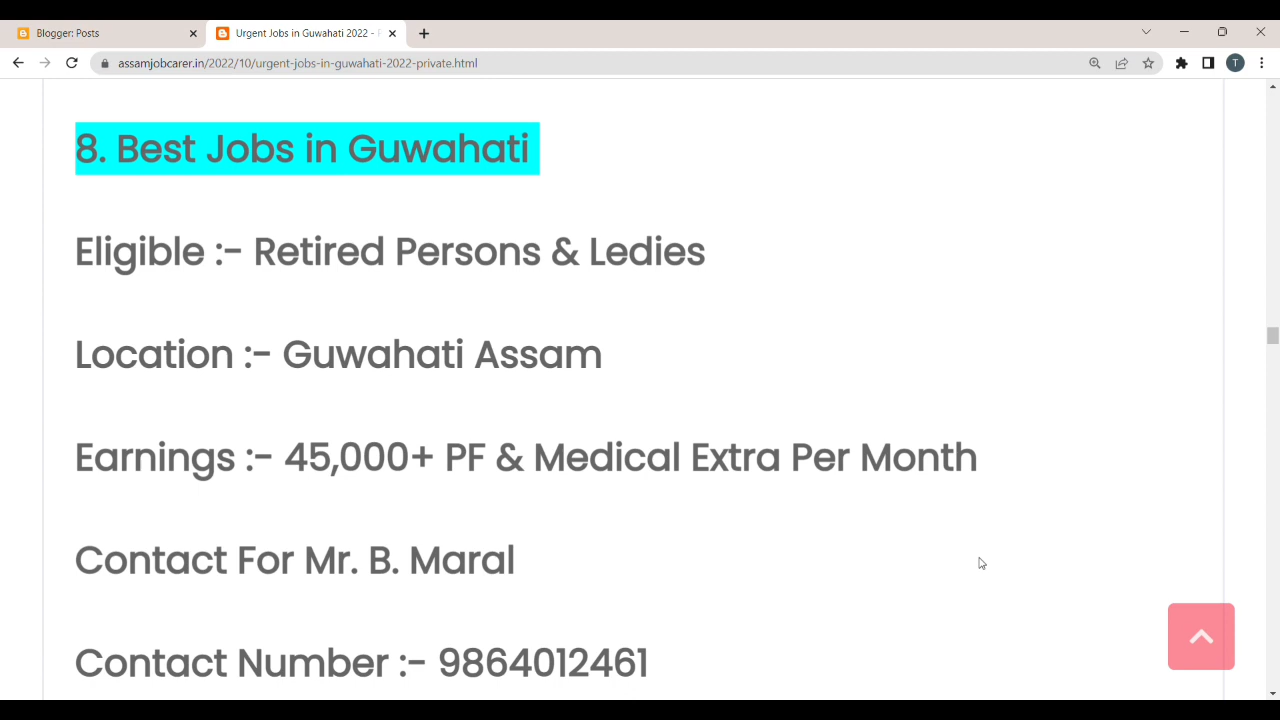 Blogger: Posts
Urgent Jobs in Guwahati 2022 -
assamjobcarer.in/2022/10/urgent-jobs-in-guwahati-2022-private.html
T
8. Best Jobs in Guwahati
Eligible :- Retired Persons & Ledies
Location :- Guwahati Assam
Earnings :- 45,000+ PF & Medical Extra Per Month
Contact For Mr. B. Maral
Contact Number :- 9864012461